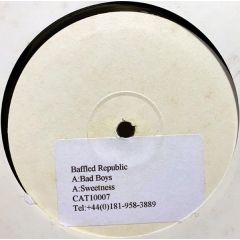 Baffled Republic
A:Bad Boys
A:Sweetness
CAT10007
Tel:+44(0)181-958-3889